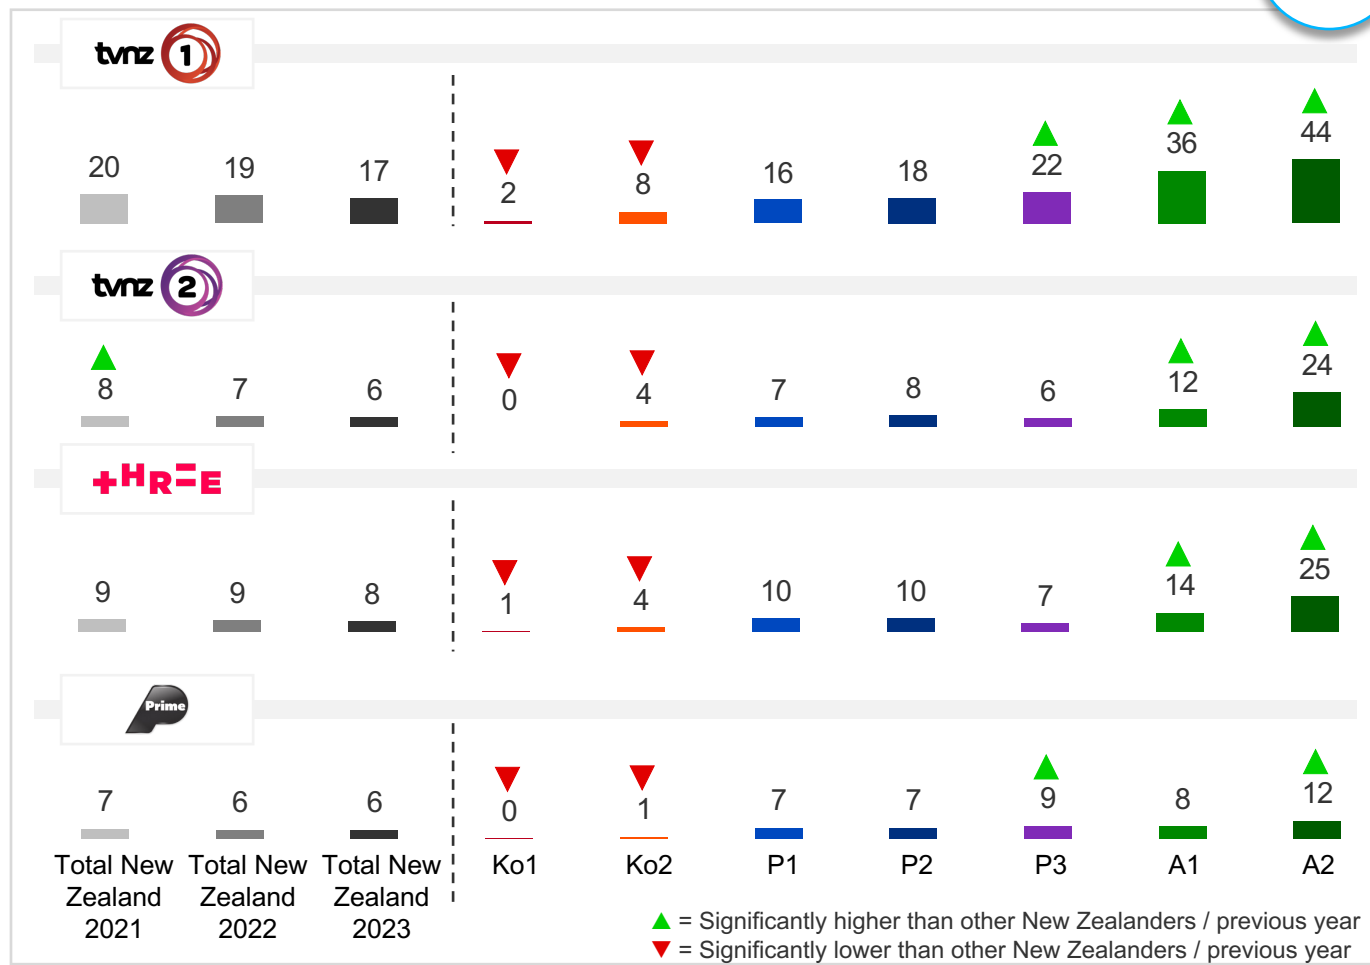 tvnz 1
20 19 17 2 8 16 18 22 36 44
tvnz 2
8 7 6 0 4 7 8 6 12 24
+HR=E
9 9 8 1 4 10 10 7 14 25
Prime
7 6 6 0 1 7 7 9 8 12
Total New Zealand 2021
Total New Zealand 2022
Total New Zealand 2023
Ko1 Ko2 P1 P2 P3 A1 A2
▲ = Significantly higher than other New Zealanders / previous year
▼ = Significantly lower than other New Zealanders / previous year